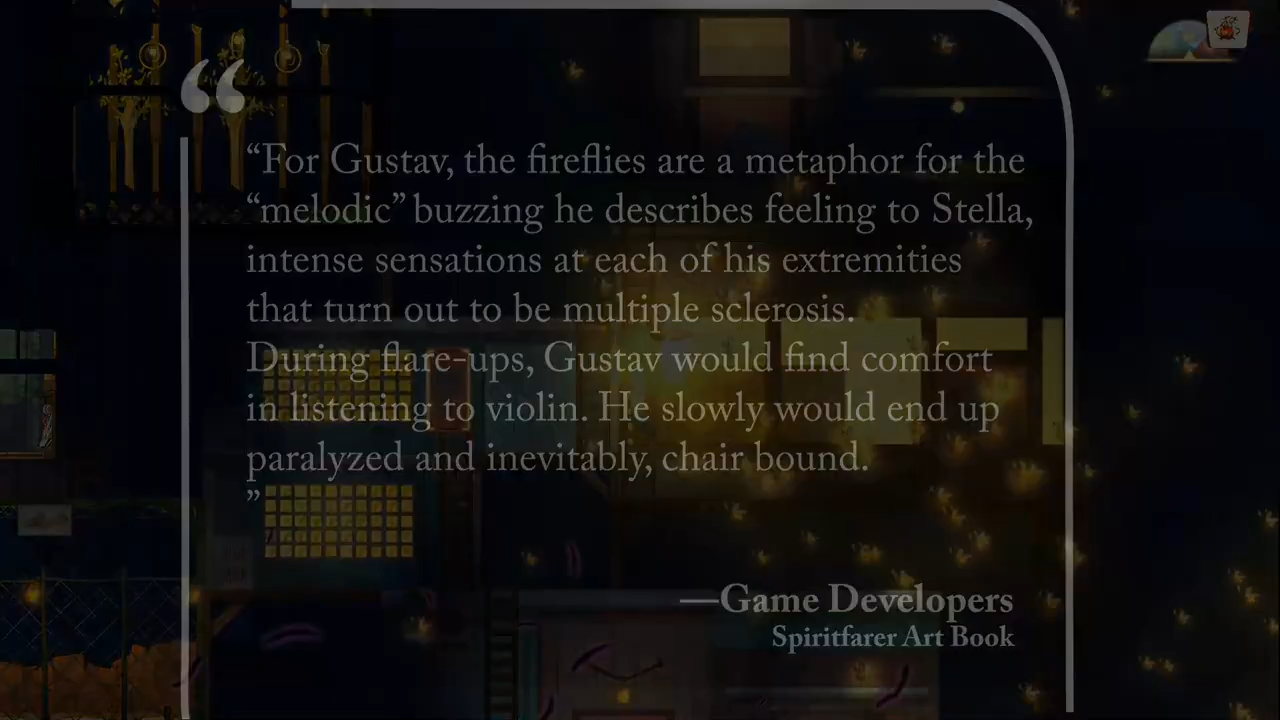 “
“For Gustav, the fireflies are a metaphor for the
“melodic” buzzing he describes feeling to Stella,
intense sensations at each of his extremities
that turn out to be multiple sclerosis.
During flare-ups, Gustav would find comfort
in listening to violin. He slowly would end up
paralyzed and inevitably, chair bound.
”
—Game Developers
Spiritfarer Art Book